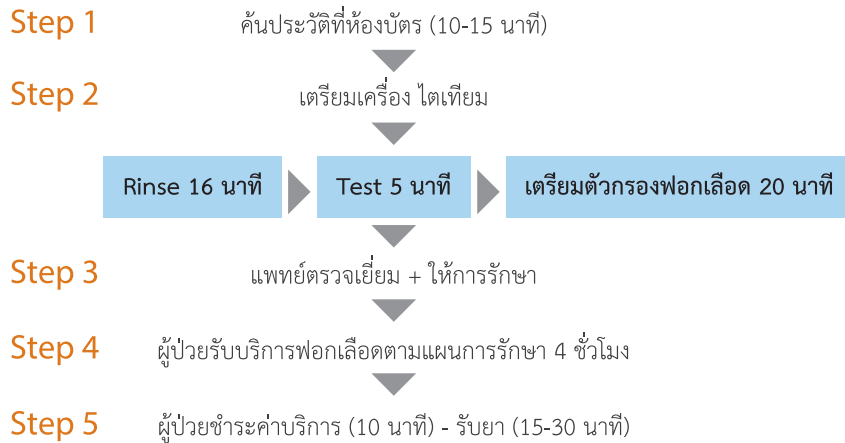 Step 1 ค้นประวัติที่ห้องบัตร (10-15 นาที)
Step 2 เตรียมเครื่อง ไตเทียม
Rinse 16 นาที Test 5 นาที เตรียมตัวกรองฟอกเลือด 20 นาที
Step 3 แพทย์ตรวจเยี่ยม + ให้การรักษา
Step 4 ผู้ป่วยรับบริการฟอกเลือดตามแผนการรักษา 4 ชั่วโมง
Step 5 ผู้ป่วยชำระค่าบริการ (10 นาที) - รับยา (15-30 นาที)